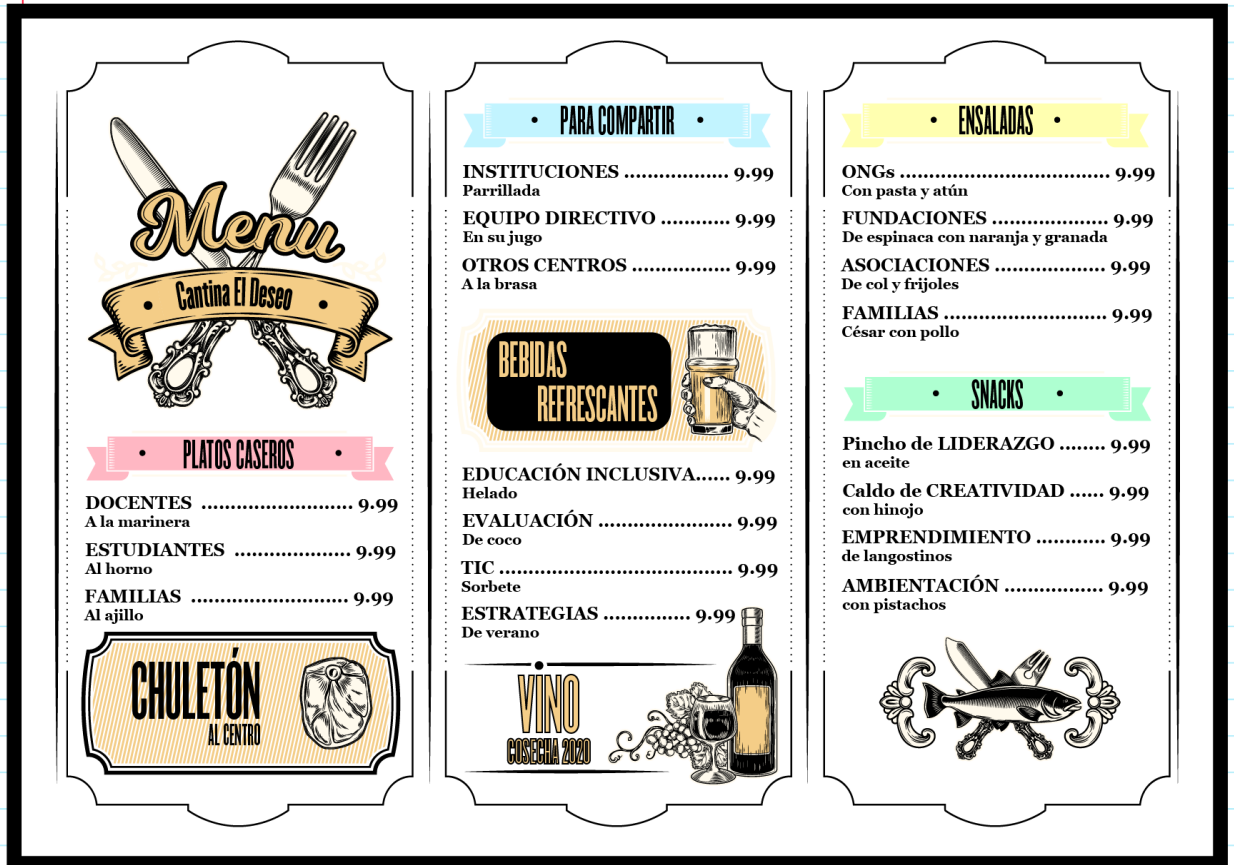 Menu
Cantina El Deseo
PLATOS CASEROS
DOCENTES .......................... 9.99
A la marinera
ESTUDIANTES .................... 9.99
Al horno
FAMILIAS ........................... 9.99
Al ajillo
CHULETÓN
AL CENTRO
PARA COMPARTIR
INSTITUCIONES .................. 9.99
Parrillada
EQUIPO DIRECTIVO ............ 9.99
En su jugo
OTROS CENTROS ................. 9.99
A la brasa
BEBIDAS
REFRESCANTES
EDUCACIÓN INCLUSIVA...... 9.99
Helado
EVALUACIÓN ....................... 9.99
De coco
TIC ........................................ 9.99
Sorbete
ESTRATEGIAS .................... 9.99
De verano
VINO
COSECHA 2020
ENSALADAS
ONGs .................................... 9.99
Con pasta y atún
FUNDACIONES .................... 9.99
De espinaca con naranja y granada
ASOCIACIONES ................... 9.99
De col y frijoles
FAMILIAS ............................ 9.99
César con pollo
SNACKS
Pincho de LIDERAZGO ........ 9.99
en aceite
Caldo de CREATIVIDAD ...... 9.99
con hinojo
EMPRENDIMIENTO ............ 9.99
de langostinos
AMBIENTACIÓN ................. 9.99
con pistachos